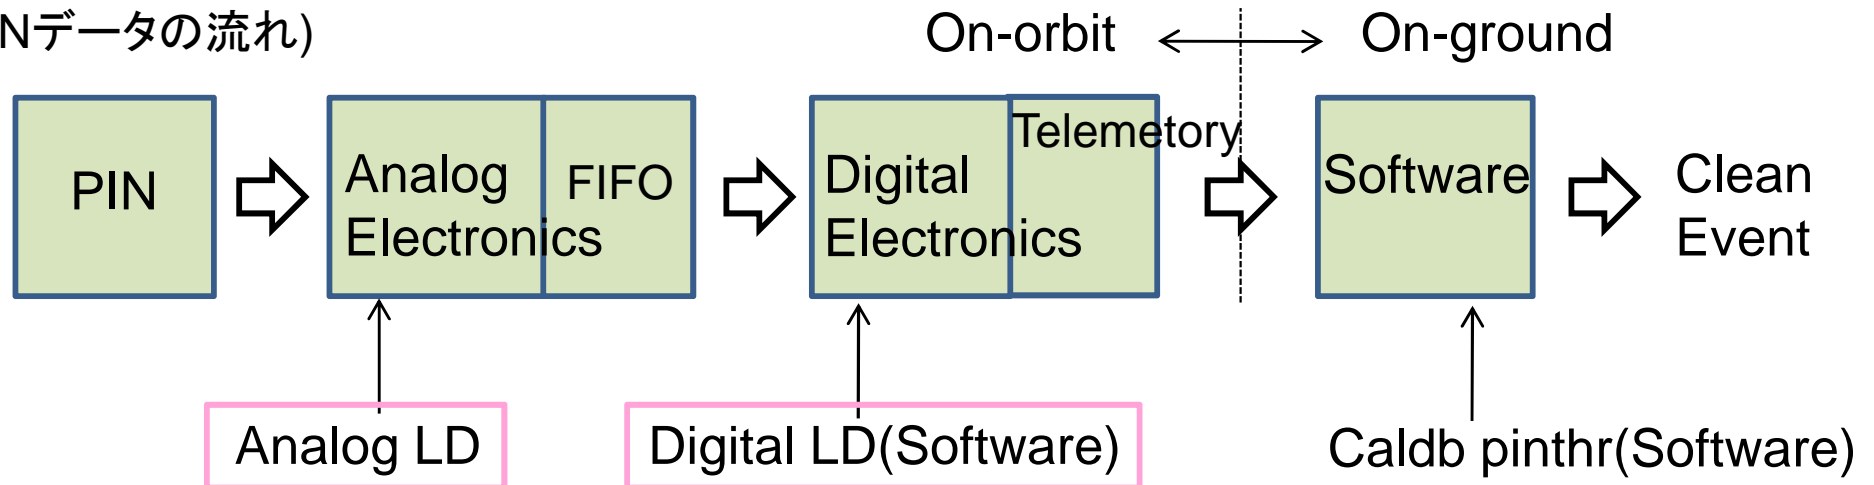 Nデータの流れ)
On-orbit
On-ground
PIN
Analog
Electronics
FIFO
Digital
Electronics
Telemetory
Software
Clean
Event
Analog LD
Digital LD(Software)
Caldb pinthr(Software)